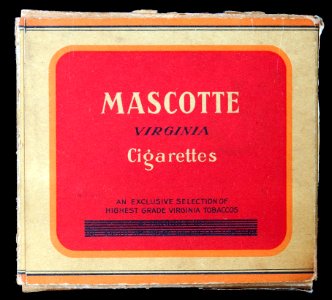 MASCOTTE
VIRGINIA
Cigarettes
AN EXCLUSIVE SELECTION OF
HIGHEST GRADE VIRGINIA TOBACCOS